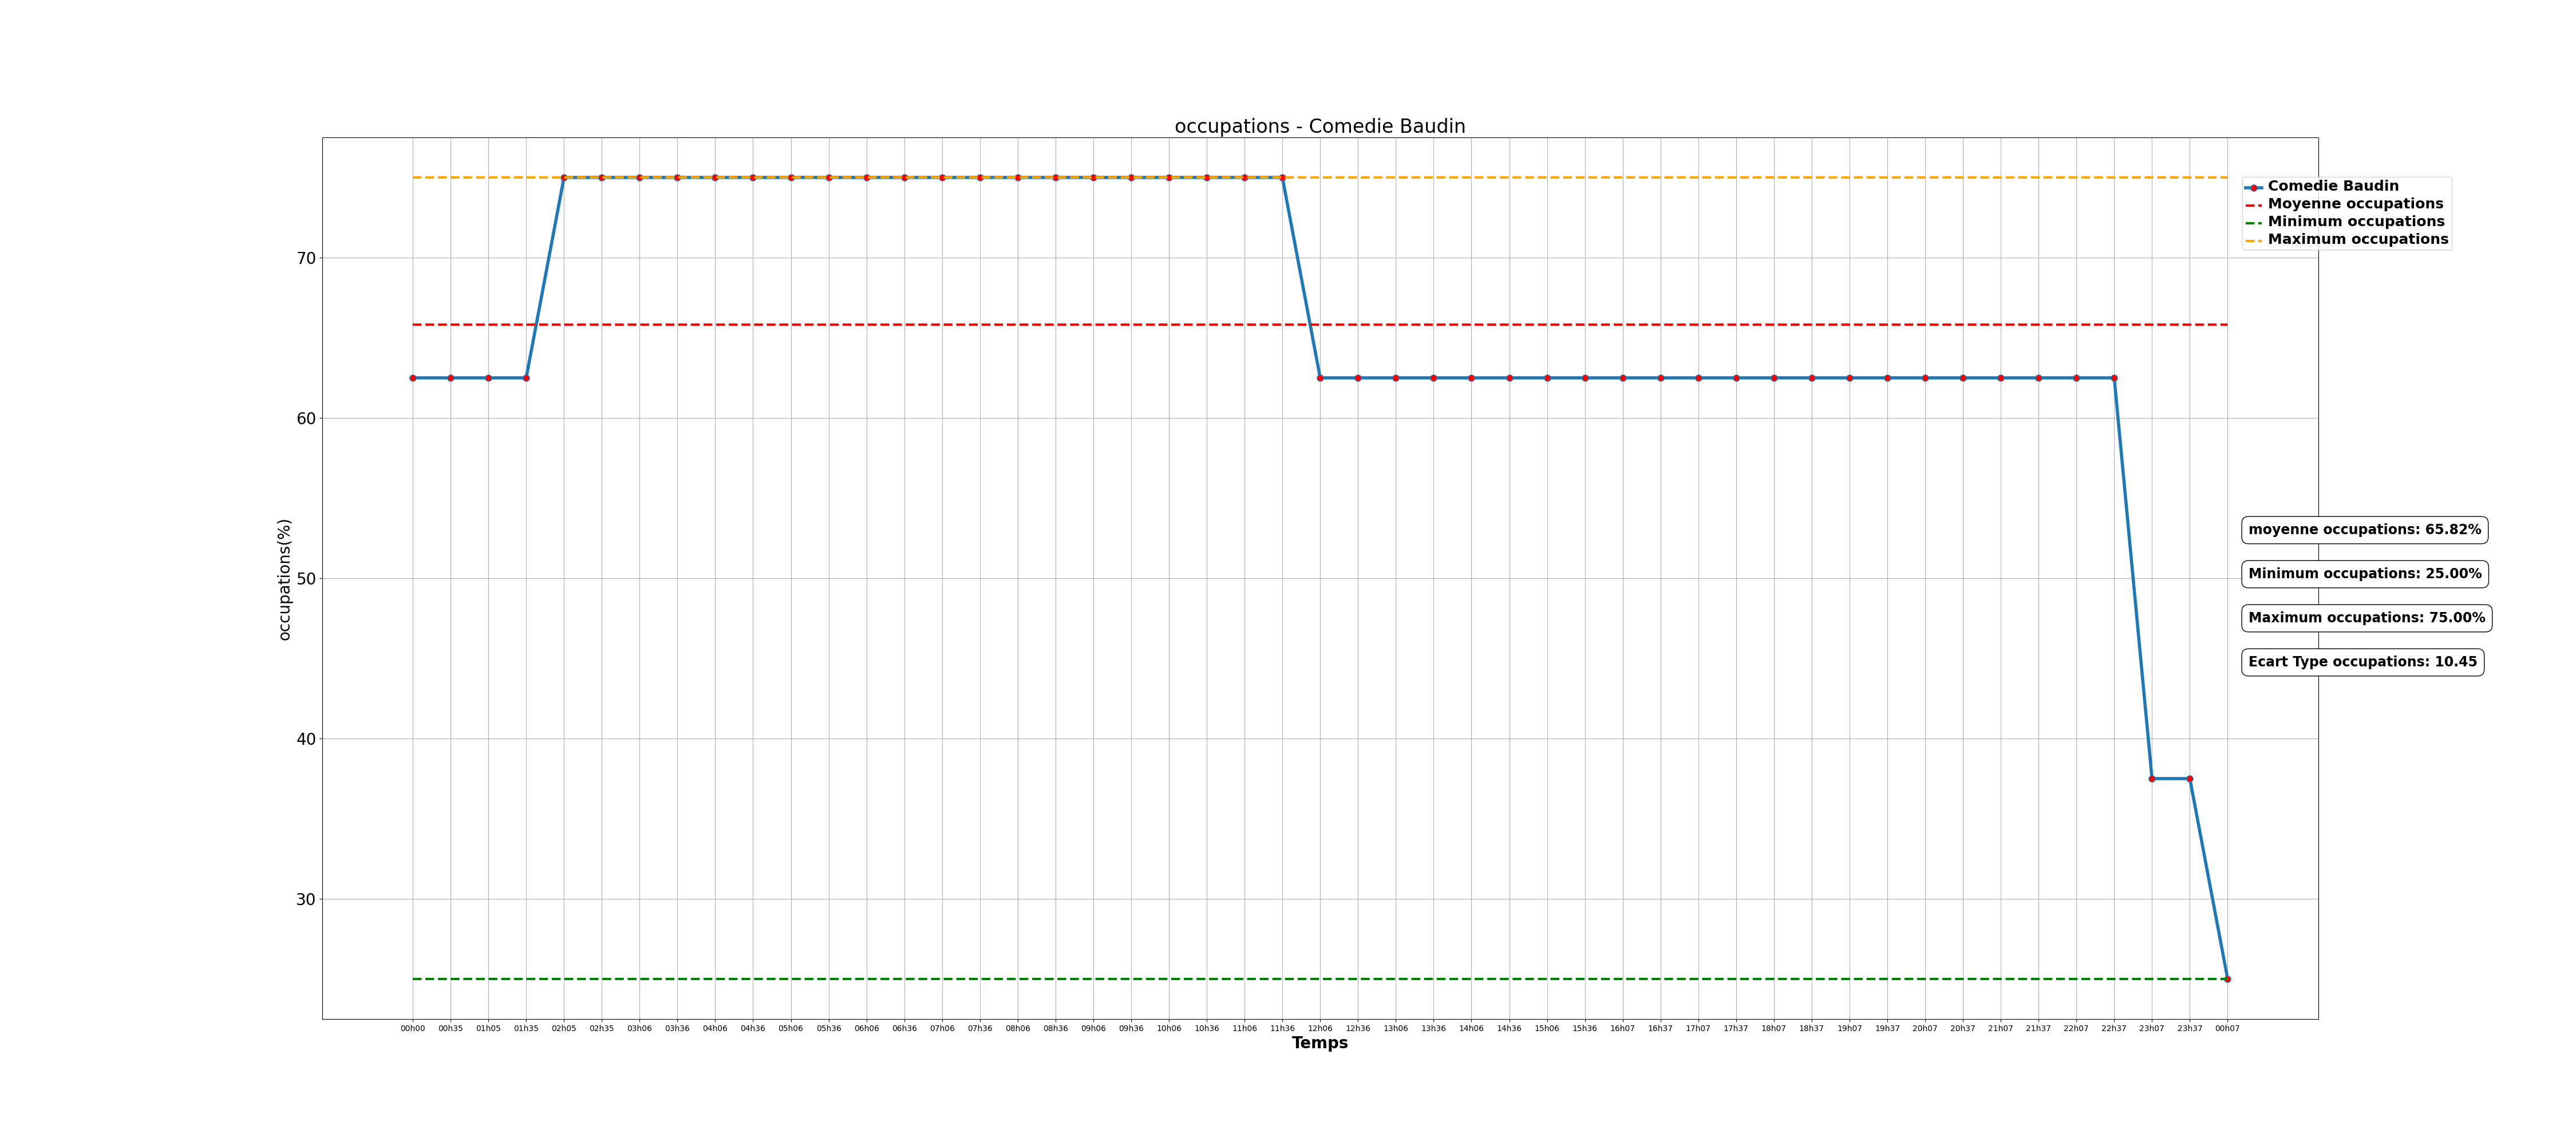 occupations - Comedie Baudin
Comedie Baudin
Moyenne occupations
Minimum occupations
Maximum occupations
70
60
50
40
30
occupations(%)
moyenne occupations: 65.82%
Minimum occupations: 25.00%
Maximum occupations: 75.00%
Ecart Type occupations: 10.45
00h00 00h35 01h05 01h35 02h05 02h35 03h06 03h36 04h06 04h36 05h06 05h36 06h06 06h36 07h06 07h36 08h06 08h36 09h06 09h36 10h06 10h36 11h06 11h36 12h06 12h36 13h06 13h36 14h06 14h36 15h06 15h36 16h07 16h37 17h07 17h37 18h07 18h37 19h07 19h37 20h07 20h37 21h07 21h37 22h07 22h37 23h07 23h37 00h07
Temps